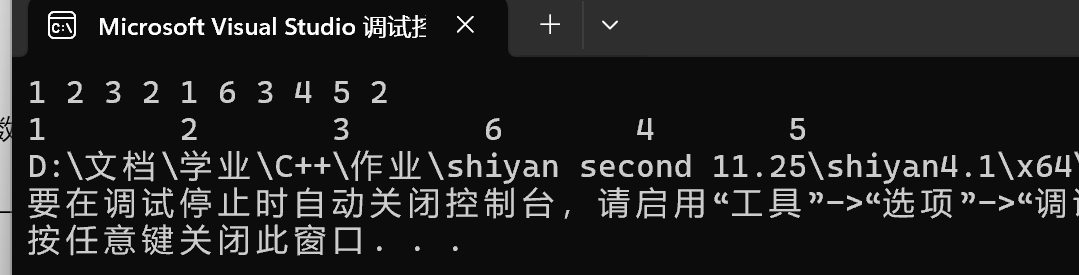 Microsoft Visual Studio 调试控
1 2 3 2 1 6 3 4 5 2
1 2 3 6 4 5
D:\文档\学业\C++\作业\shiyan second 11.25\shiyan4.1\x64\
要在调试停止时自动关闭控制台，请启用“工具”->“选项”->“调试
按任意键关闭此窗口. . .